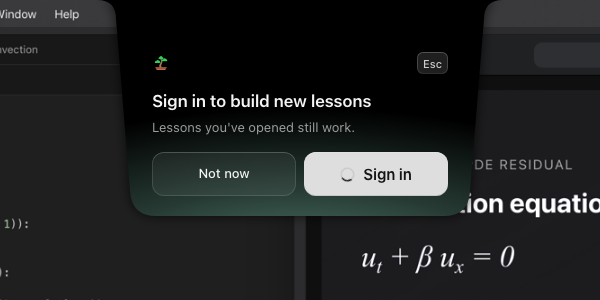 Window Help
nvection
Esc
Sign in to build new lessons
Lessons you've opened still work.
Not now
Sign in
DE RESIDUAL
tion equatio
1)):
):
u_t + β u_x = 0